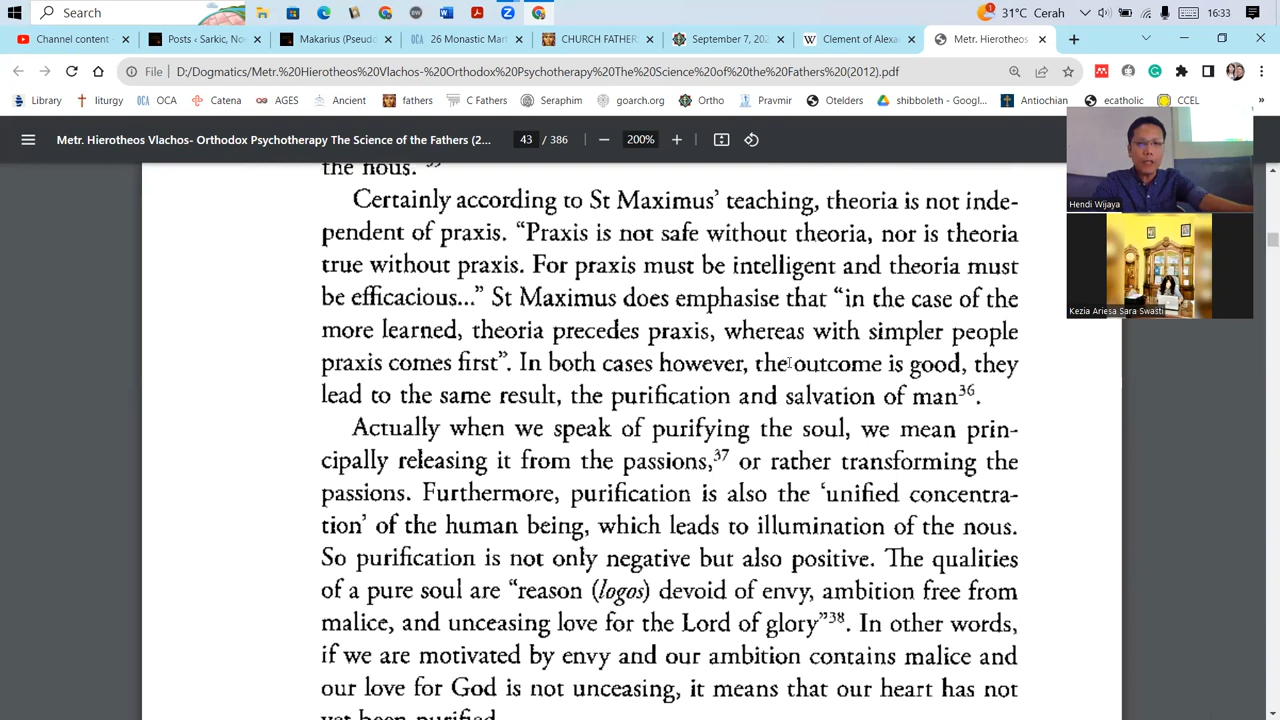 Search
31°C Cerah
16:33
Channel content -
Posts ‹ Sarkic, No
Makarius (Pseudo
OCA
26 Monastic Mar
CHURCH FATHER
September 7, 202
W
Clement of Alexa
Metr. Hierotheos
File
D:/Dogmatics/Metr.%20Hierotheos%20Vlachos-%20Orthodox%20Psychotherapy%20The%20Science%20of%20the%20Fathers%20(2012).pdf
Library
liturgy
OCA
OCA
Catena
AGES
Ancient
fathers
C Fathers
Seraphim
goarch.org
Ortho
Pravmir
Otelders
shibboleth - Googl...
Antiochian
ecatholic
CCEL
»
Metr. Hierotheos Vlachos- Orthodox Psychotherapy The Science of the Fathers (2...
43 / 386
200%
the nous."
Certainly according to St Maximus' teaching, theoria is not inde-
pendent of praxis. "Praxis is not safe without theoria, nor is theoria
true without praxis. For praxis must be intelligent and theoria must
be efficacious..." St Maximus does emphasise that "in the case of the
more learned, theoria precedes praxis, whereas with simpler people
praxis comes first". In both cases however, the outcome is good, they
lead to the same result, the purification and salvation of man36.
Actually when we speak of purifying the soul, we mean prin-
cipally releasing it from the passions,37 or rather transforming the
passions. Furthermore, purification is also the 'unified concentra-
tion' of the human being, which leads to illumination of the nous.
So purification is not only negative but also positive. The qualities
of a pure soul are "reason (logos) devoid of envy, ambition free from
malice, and unceasing love for the Lord of glory"38. In other words,
if we are motivated by envy and our ambition contains malice and
our love for God is not unceasing, it means that our heart has not
yet been purified.
Hendi Wijaya
Kezia Ariesa Sara Swasti